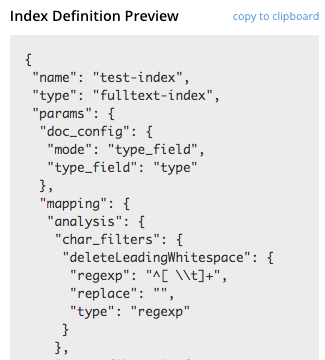 Index Definition Preview copy to clipboard
{
"name": "test-index",
"type": "fulltext-index",
"params": {
"doc_config": {
"mode": "type_field",
"type_field": "type"
},
"mapping": {
"analysis": {
"char_filters": {
"deleteLeadingWhitespace": {
"regexp": "^[ \\t]+",
"replace": "",
"type": "regexp"
}
},